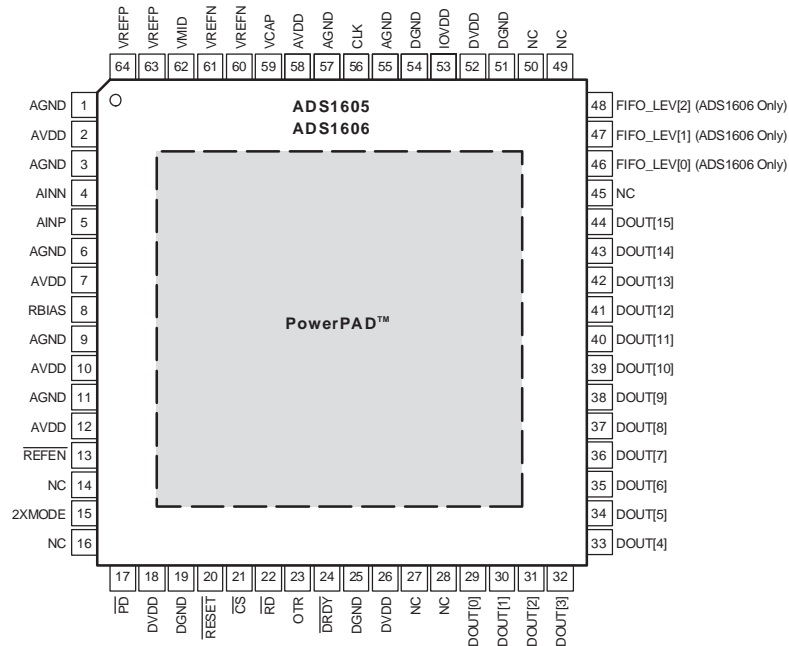 VREFP
VREFP
VMID
VREFN
VREFN
VCAP
AVDD
AGND
CLK
AGND
DGND
IOVDD
DVDD
DGND
NC
NC
64 63 62 61 60 59 58 57 56 55 54 53 52 51 50 49
ADS1605
ADS1606
PowerPAD™
AGND 1
AVDD 2
AGND 3
AINN 4
AINP 5
AGND 6
AVDD 7
RBIAS 8
AGND 9
AVDD 10
AGND 11
AVDD 12
REFEN 13
NC 14
2XMODE 15
NC 16
48 FIFO_LEV[2] (ADS1606 Only)
47 FIFO_LEV[1] (ADS1606 Only)
46 FIFO_LEV[0] (ADS1606 Only)
45 NC
44 DOUT[15]
43 DOUT[14]
42 DOUT[13]
41 DOUT[12]
40 DOUT[11]
39 DOUT[10]
38 DOUT[9]
37 DOUT[8]
36 DOUT[7]
35 DOUT[6]
34 DOUT[5]
33 DOUT[4]
17 18 19 20 21 22 23 24 25 26 27 28 29 30 31 32
PD
DVDD
DGND
RESET
CS
RD
OTR
DRDY
DGND
DVDD
NC
NC
DOUT[0]
DOUT[1]
DOUT[2]
DOUT[3]